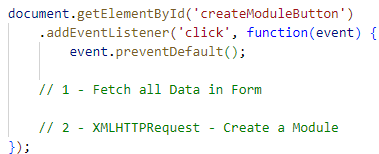 document.getElementById('createModuleButton')
    .addEventListener('click', function(event) {
        event.preventDefault();

    // 1 - Fetch all Data in Form

    // 2 - XMLHTTPRequest - Create a Module
});